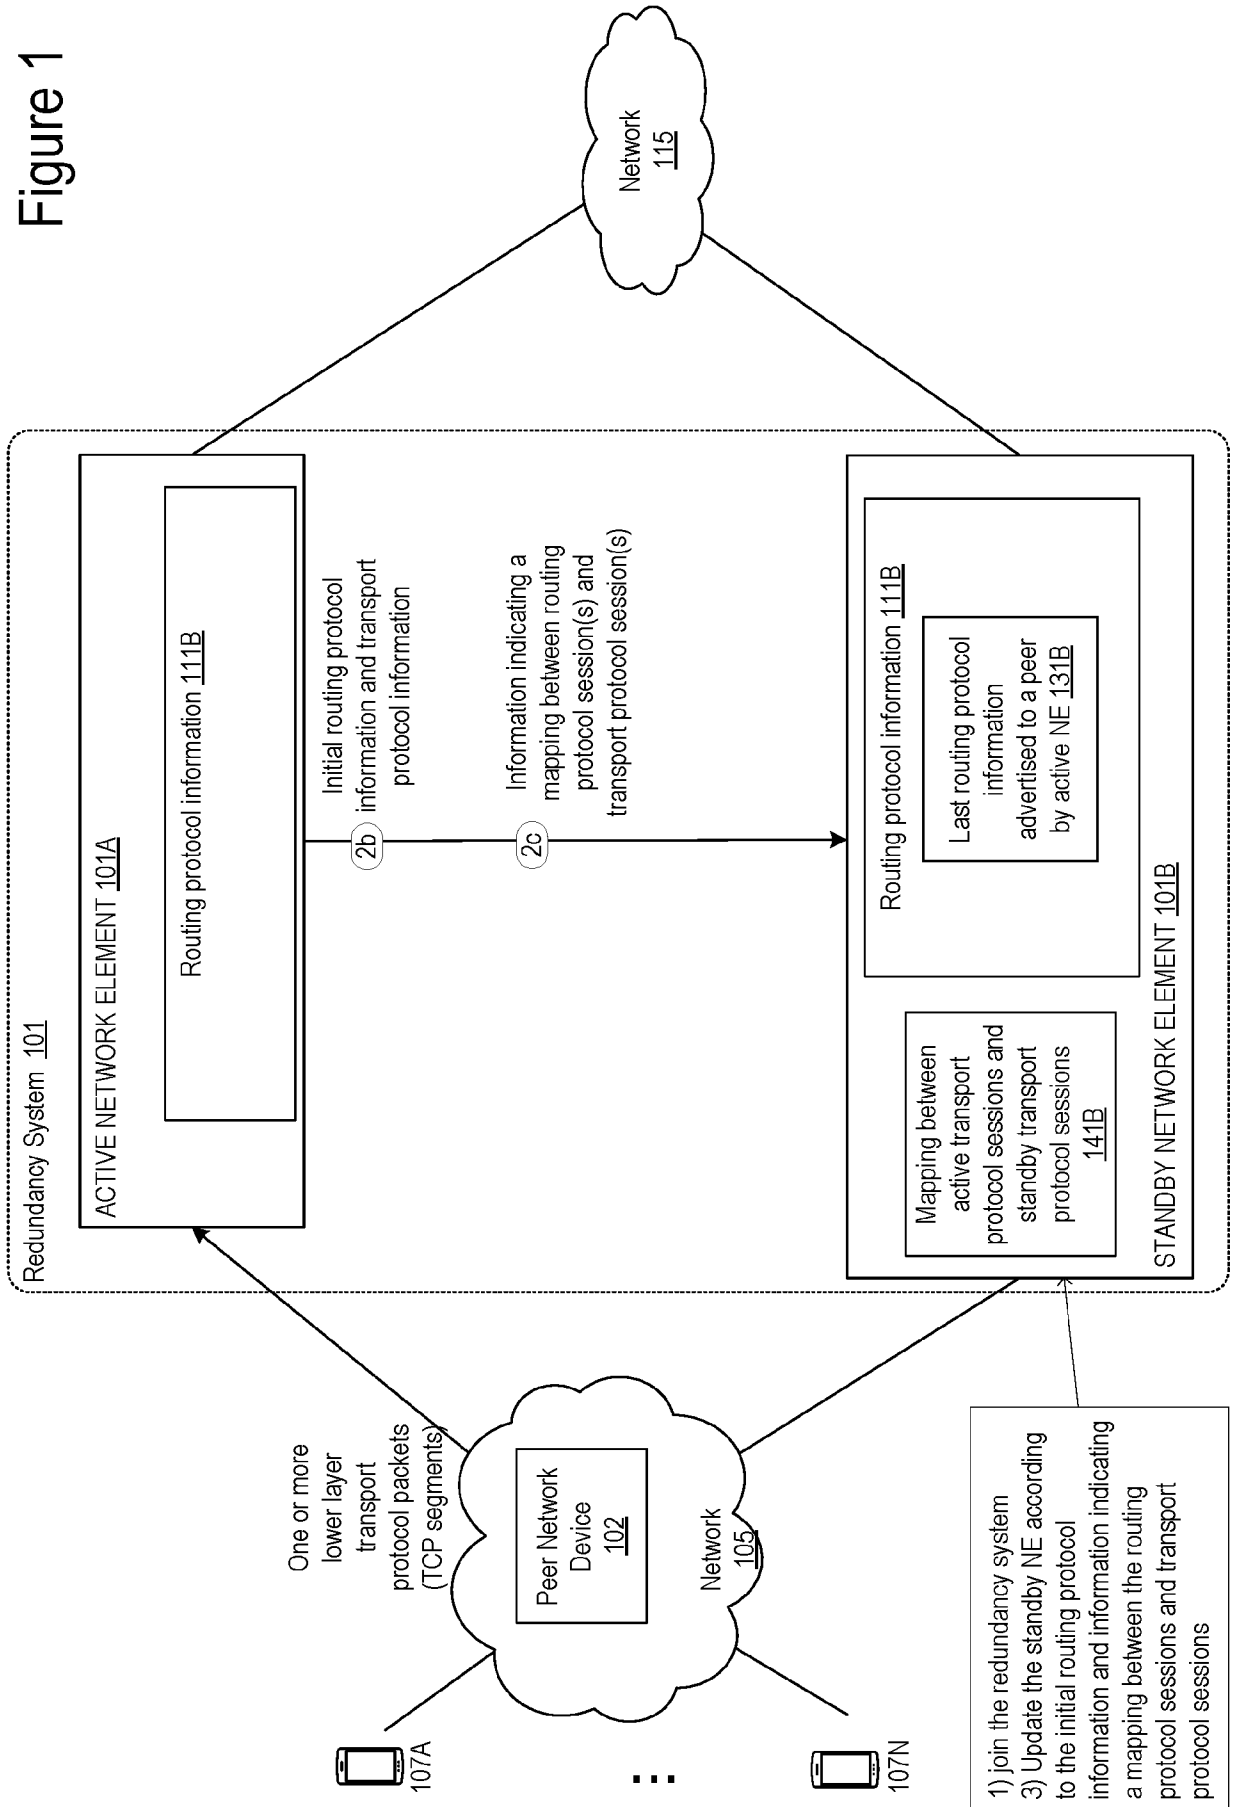 Figure 1
Redundancy System 101
ACTIVE NETWORK ELEMENT 101A
Routing protocol information 111B
One or more
lower layer
transport
protocol packets
(TCP segments)
2b
Initial routing protocol
information and transport
protocol information
2c
Information indicating a
mapping between routing
protocol session(s) and
transport protocol session(s)
Network
115
107A
...
107N
Peer Network
Device
102
Network
105
Mapping between
active transport
protocol sessions and
standby transport
protocol sessions
141B
Routing protocol information 111B
Last routing protocol
information
advertised to a peer
by active NE 131B
STANDBY NETWORK ELEMENT 101B
1) join the redundancy system
3) Update the standby NE according
to the initial routing protocol
information and information indicating
a mapping between the routing
protocol sessions and transport
protocol sessions